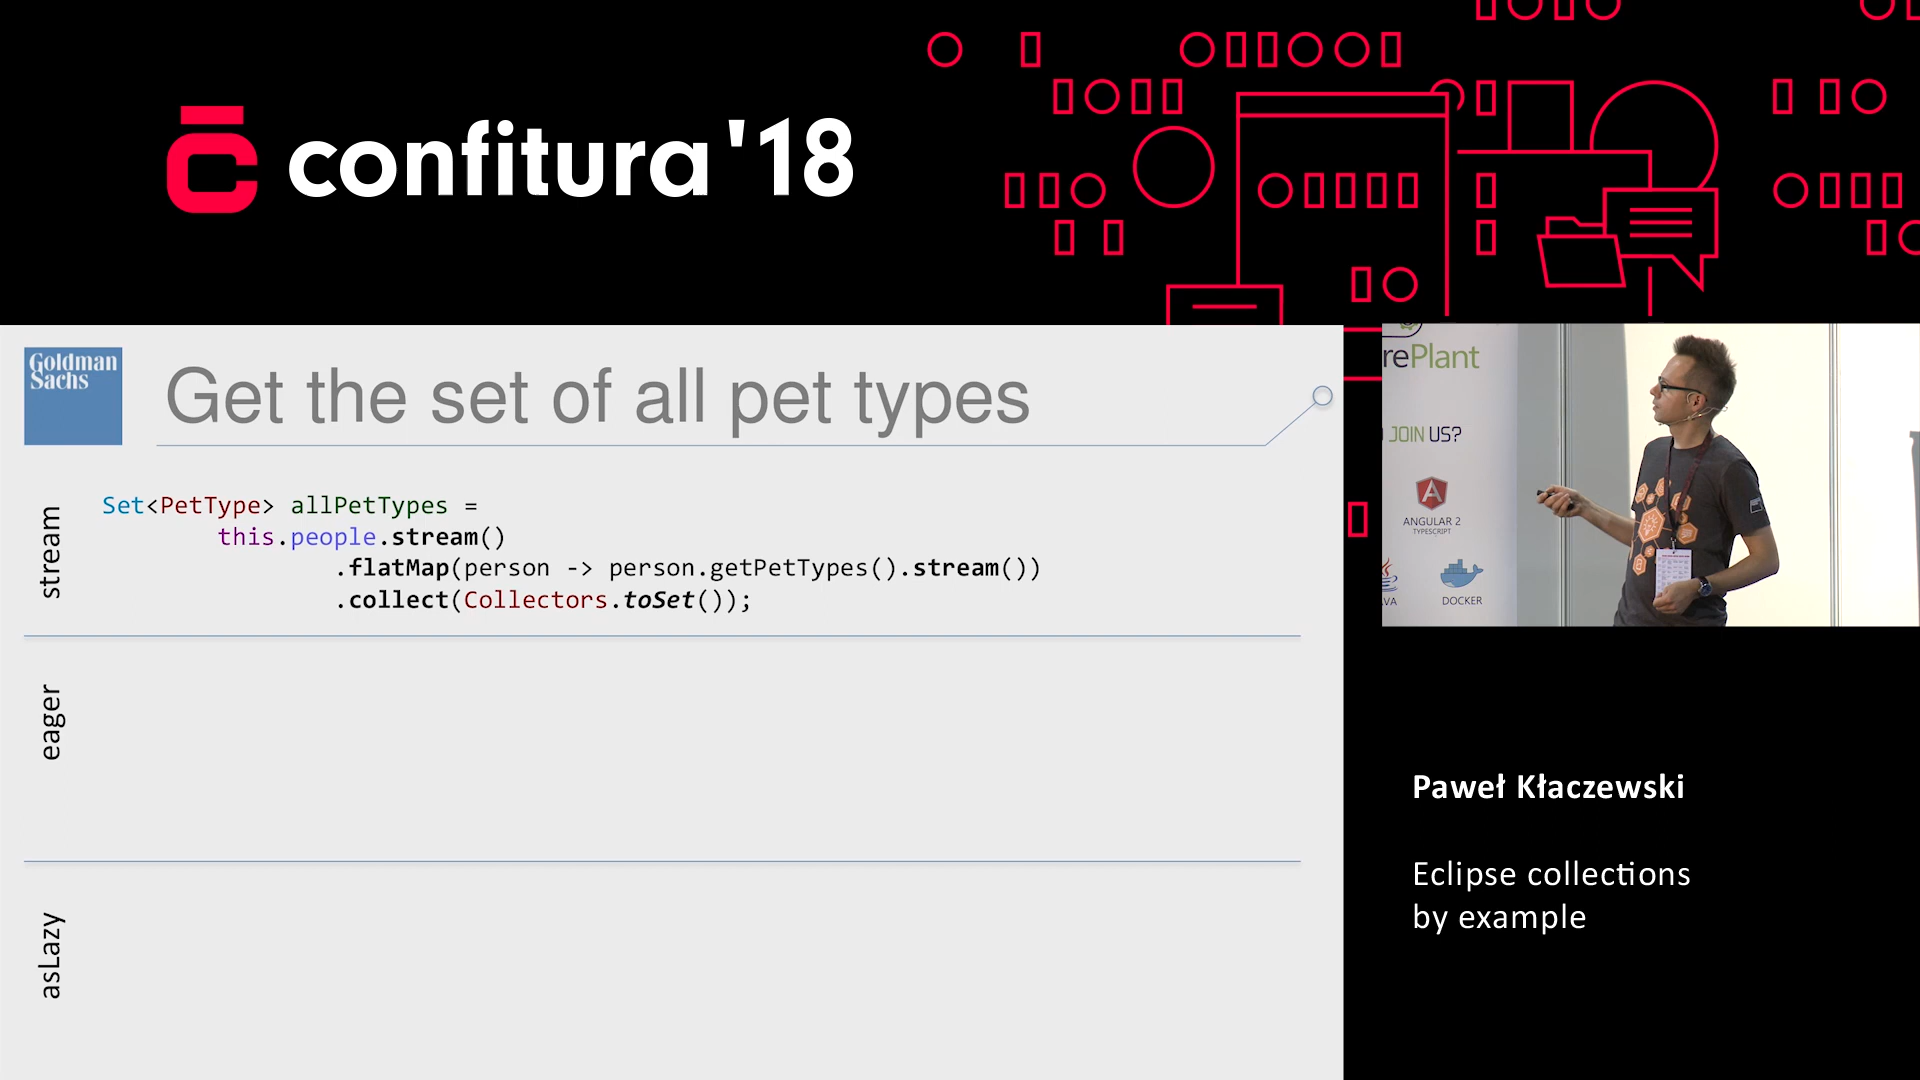 confitura '18
Goldman
Sachs
Get the set of all pet types
stream
Set<PetType> allPetTypes =
this.people.stream()
.flatMap(person -> person.getPetTypes().stream())
.collect(Collectors.toSet());
eager
asLazy
rePlant
JOIN US?
ANGULAR 2
TYPESCRIPT
AVA
DOCKER
Paweł Kłaczewski
Eclipse collections
by example